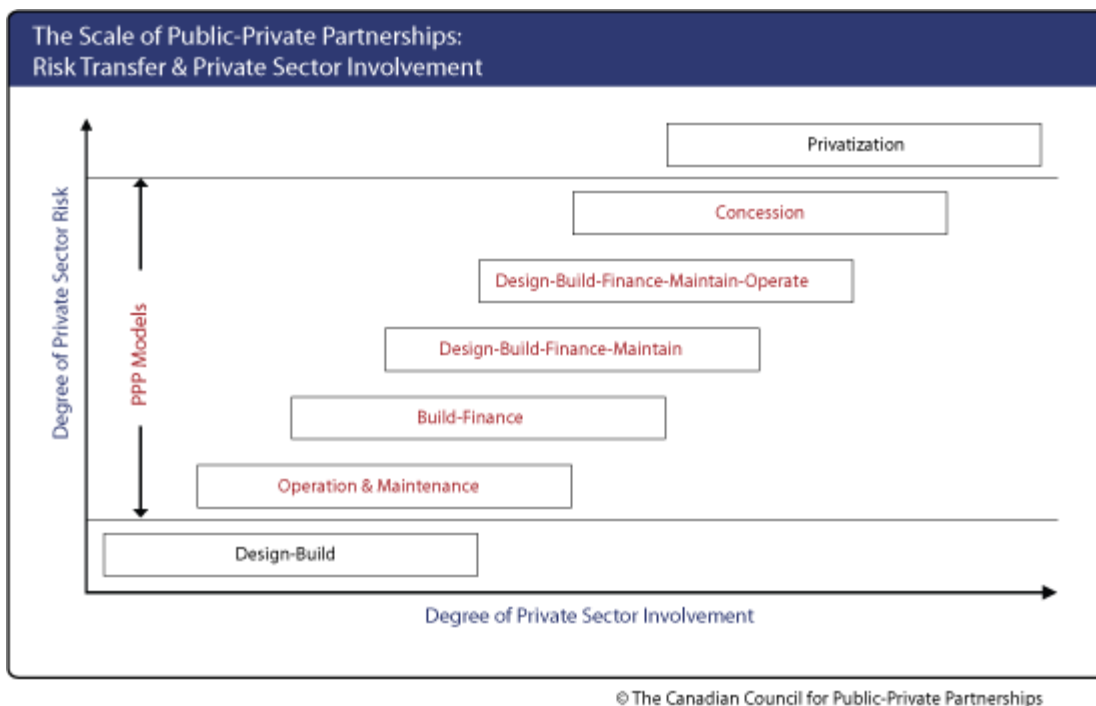 The Scale of Public-Private Partnerships:
Risk Transfer & Private Sector Involvement
Privatization
Concession
Design-Build-Finance-Maintain-Operate
Design-Build-Finance-Maintain
Build-Finance
Operation & Maintenance
Design-Build
Degree of Private Sector Risk
PPP Models
Degree of Private Sector Involvement
© The Canadian Council for Public-Private Partnerships